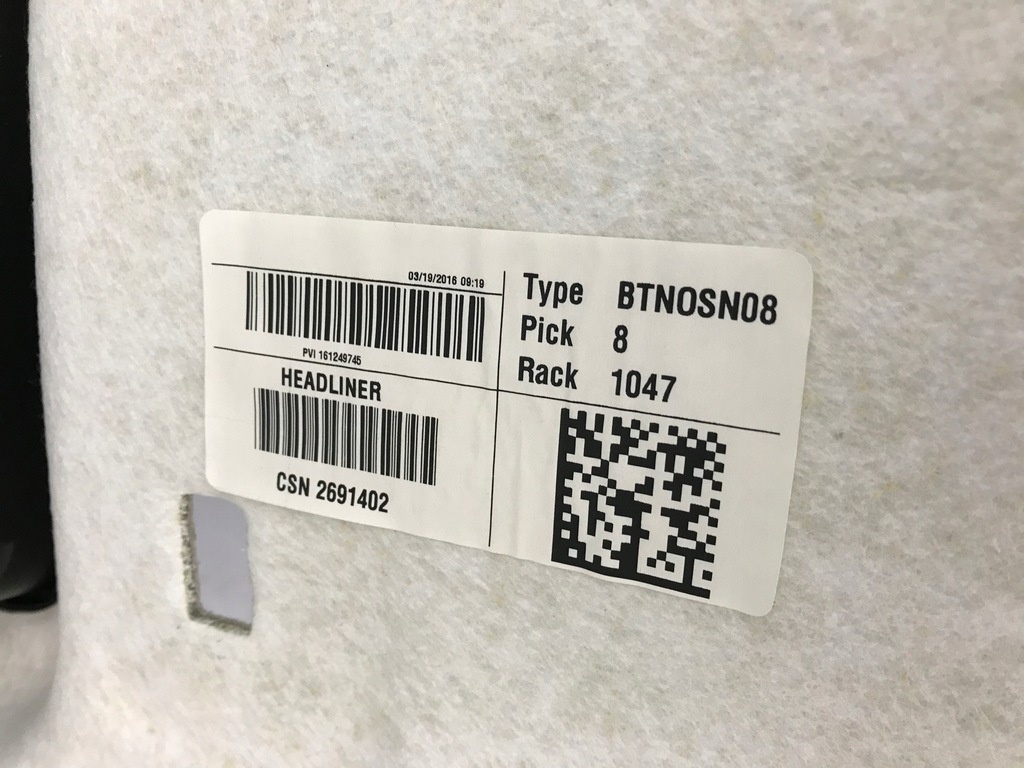 03/19/2016 09:19
PVI 161249745
HEADLINER
CSN 2691402
Type BTNOSN08
Pick 8
Rack 1047